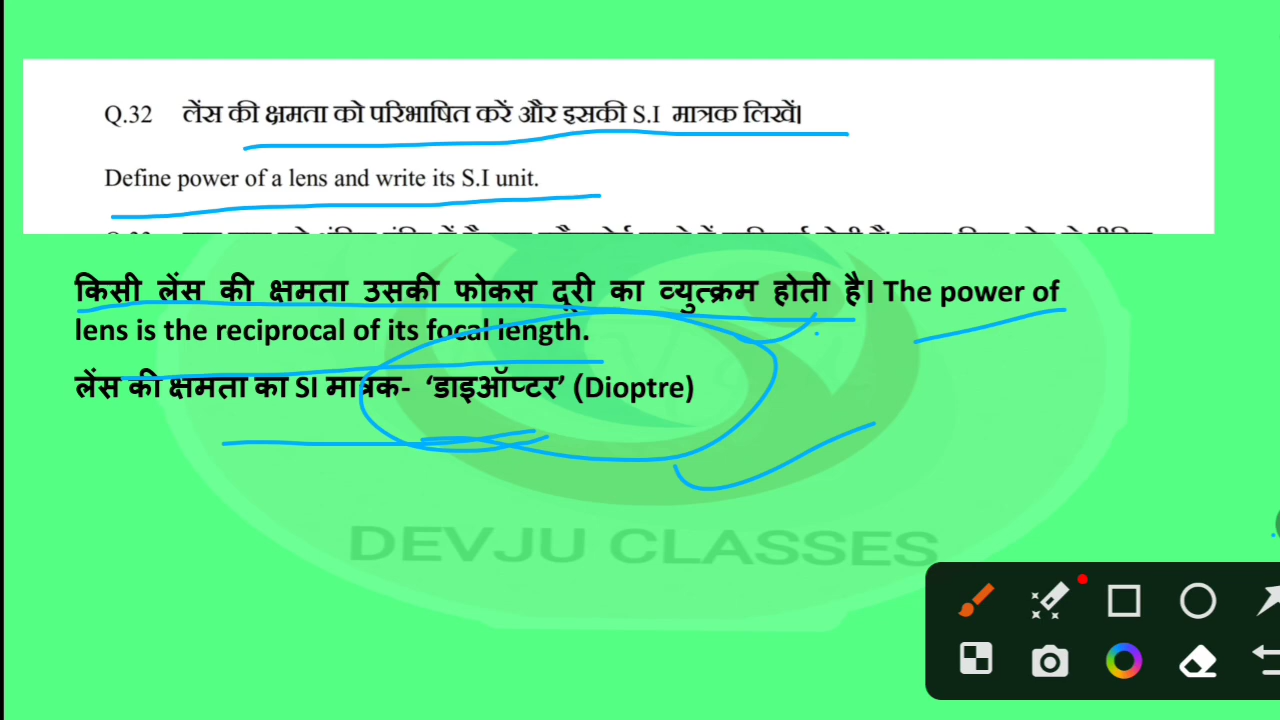 Q.32 लेंस की क्षमता को परिभाषित करें और इसकी S.I मात्रक लिखें।
Define power of a lens and write its S.I unit.
किसी लेंस की क्षमता उसकी फोकस दूरी का व्युत्क्रम होती है। The power of
lens is the reciprocal of its focal length.
लेंस की क्षमता का SI मात्रक- ‘डाइऑप्टर’ (Dioptre)
DEVJU CLASSES